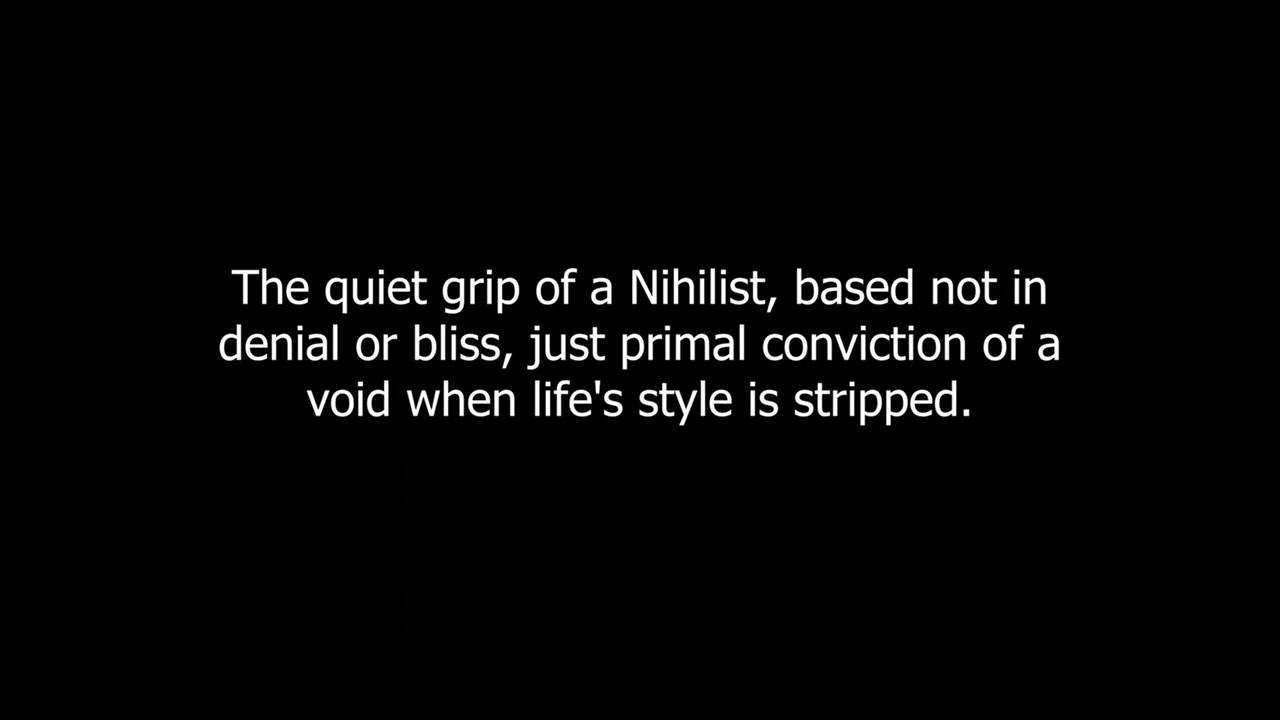 The quiet grip of a Nihilist, based not in
denial or bliss, just primal conviction of a
void when life's style is stripped.